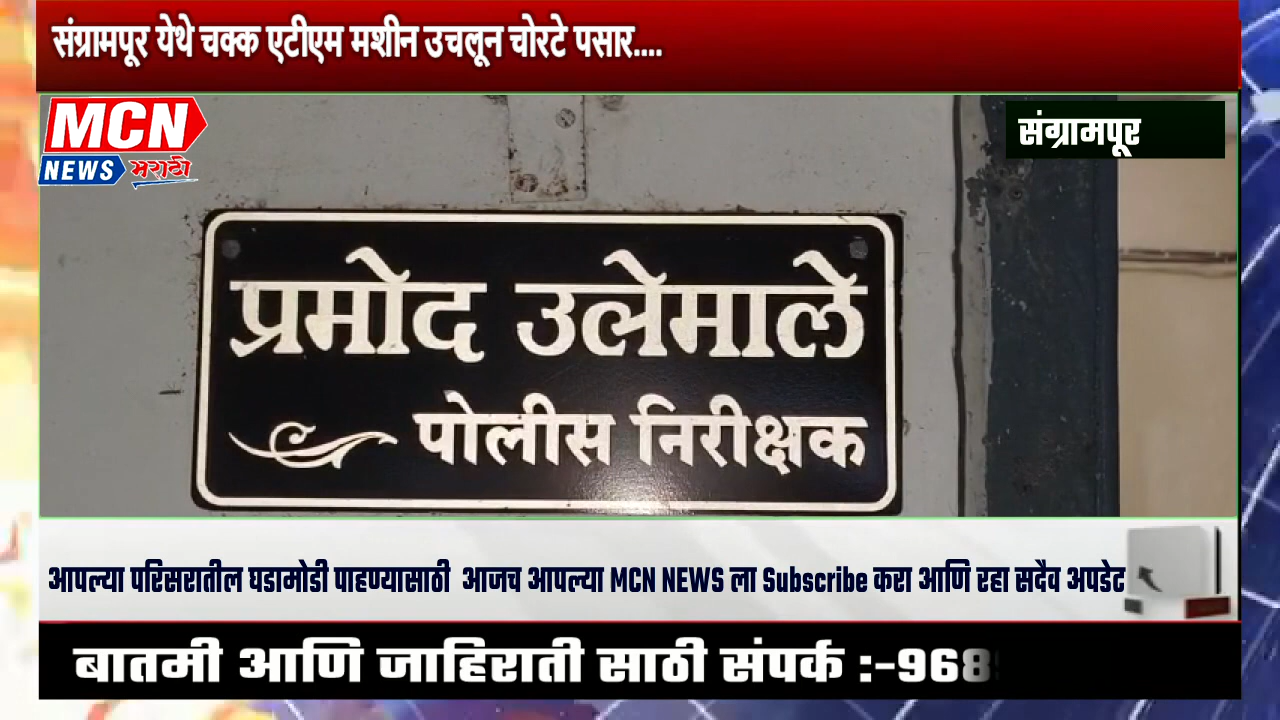 संग्रामपूर येथे चक्क एटीएम मशीन उचलून चोरटे पसार....
MCN
NEWS मराठी
संग्रामपूर
प्रमोद उलेमाले
पोलीस निरीक्षक
आपल्या परिसरातील घडामोडी पाहण्यासाठी आजच आपल्या MCN NEWS ला Subscribe करा आणि रहा सदैव अपडेट
बातमी आणि जाहिराती साठी संपर्क :-968